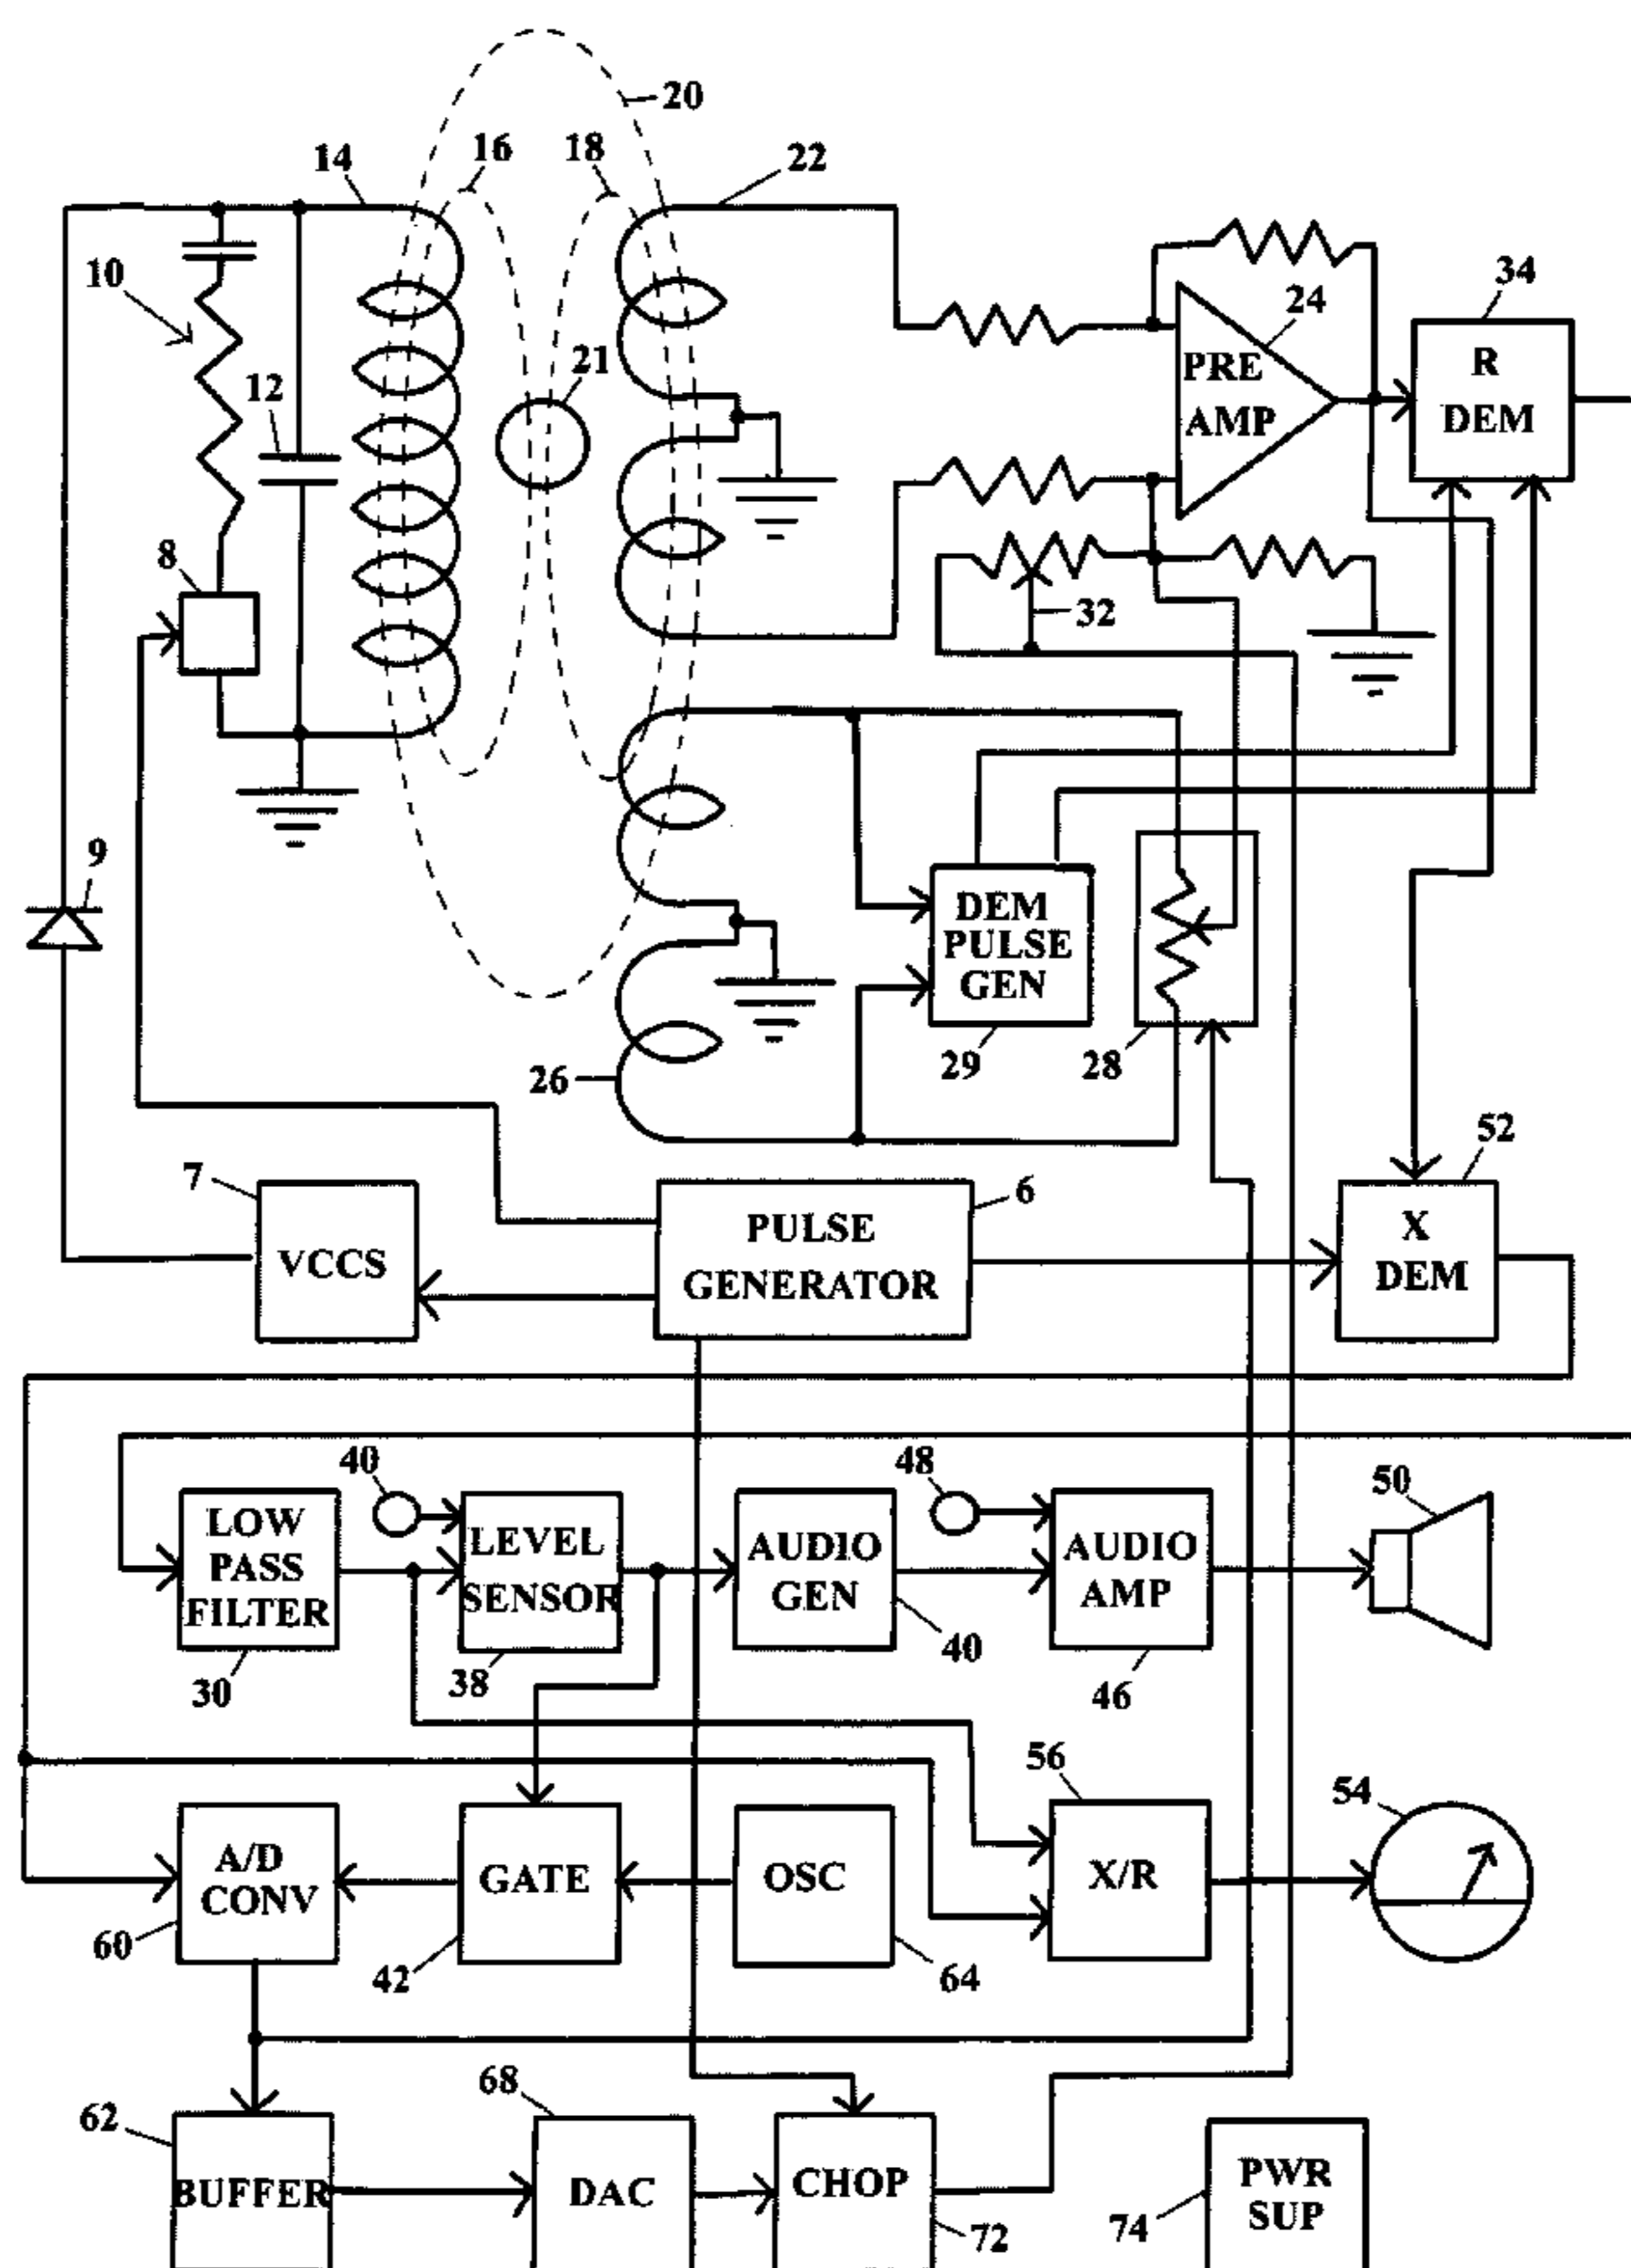 20
14
16
18
22
10
34
24
R
DEM
PRE
AMP
21
12
8
32
9
DEM
PULSE
GEN
29
28
26
52
7
6
VCCS
PULSE
GENERATOR
X
DEM
40
48
50
LOW
PASS
FILTER
LEVEL
SENSOR
AUDIO
GEN
AUDIO
AMP
30
38
40
46
56
54
A/D
CONV
GATE
OSC
X/R
60
42
64
68
62
BUFFER
DAC
CHOP
PWR
SUP
72
74